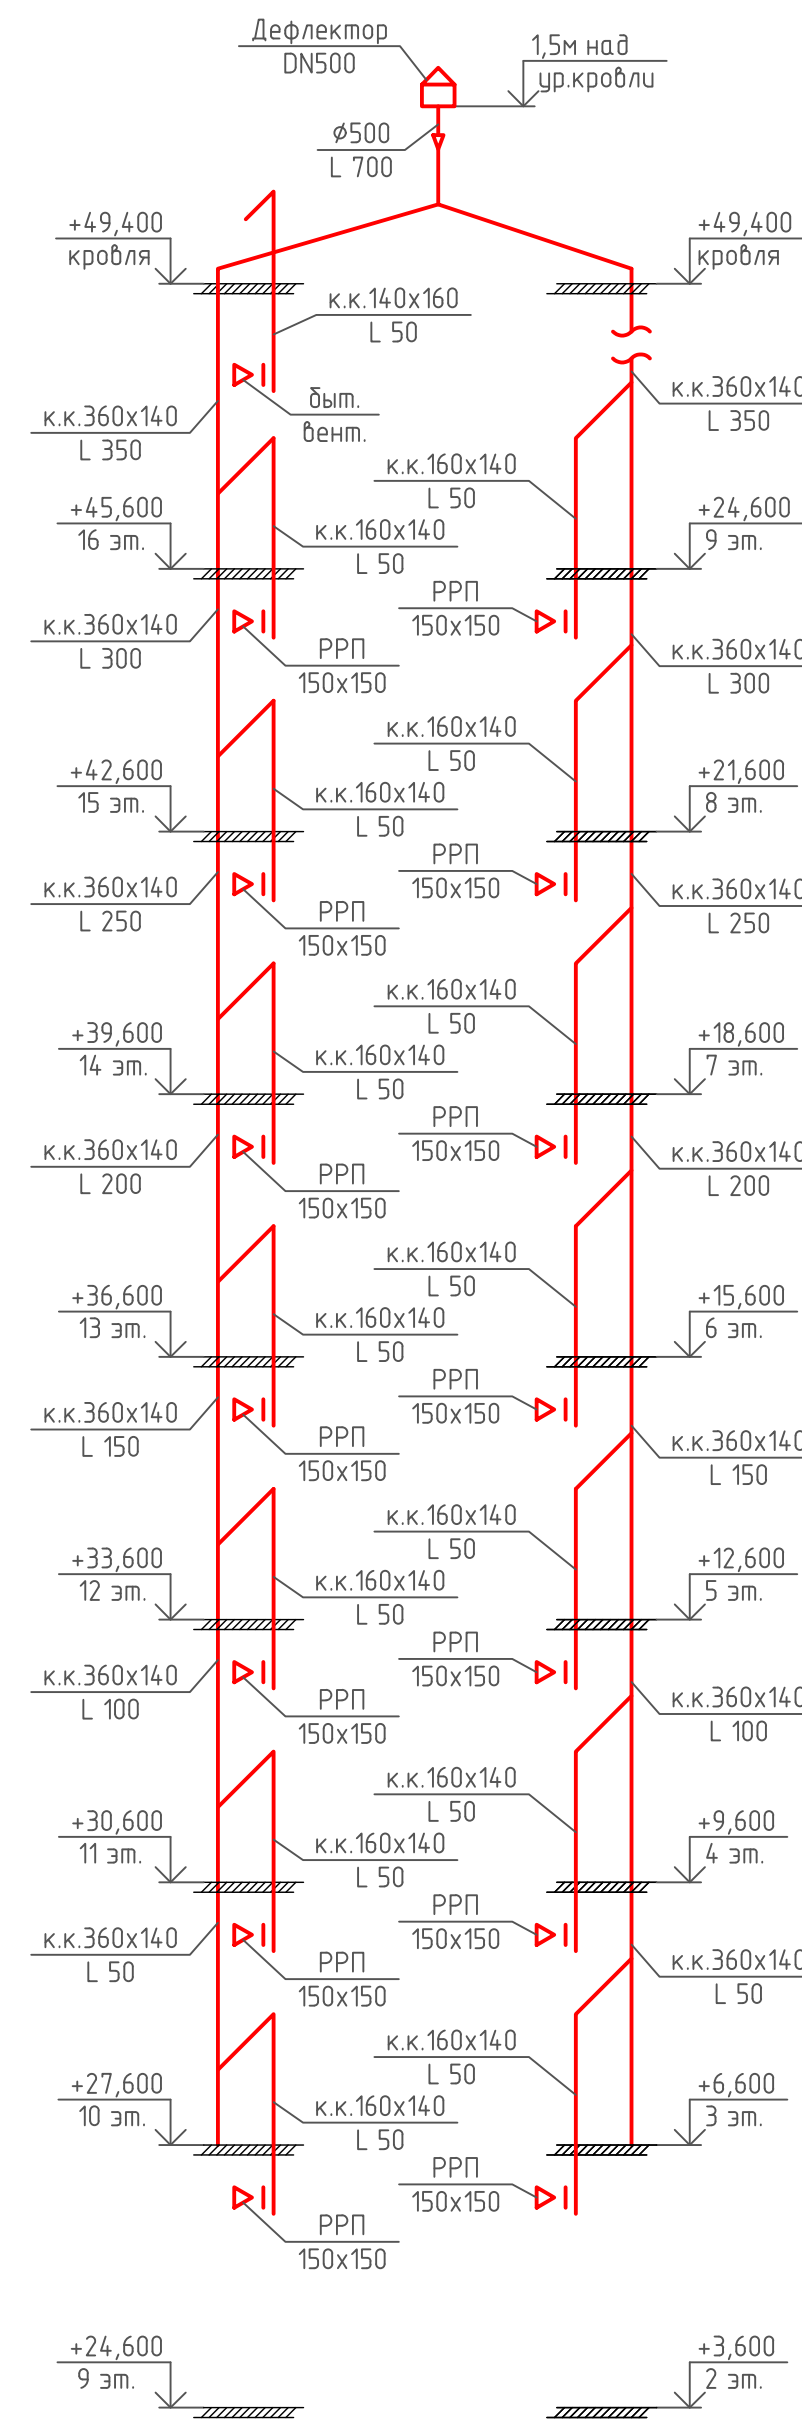 Дефлектор
DN500
1,5м над
ур.кровли
ø500
L 700
+49,400
кровля
+49,400
кровля
к.к.140х160
L 50
быт.
вент.
к.к.360х140
L 350
к.к.360х140
L 350
к.к.160х140
L 50
+45,600
16 эт.
к.к.160х140
L 50
+24,600
9 эт.
к.к.360х140
L 300
РРП
150х150
РРП
150х150
к.к.360х140
L 300
к.к.160х140
L 50
+42,600
15 эт.
к.к.160х140
L 50
+21,600
8 эт.
к.к.360х140
L 250
РРП
150х150
РРП
150х150
к.к.360х140
L 250
к.к.160х140
L 50
+39,600
14 эт.
к.к.160х140
L 50
+18,600
7 эт.
к.к.360х140
L 200
РРП
150х150
РРП
150х150
к.к.360х140
L 200
к.к.160х140
L 50
+36,600
13 эт.
к.к.160х140
L 50
+15,600
6 эт.
к.к.360х140
L 150
РРП
150х150
РРП
150х150
к.к.360х140
L 150
к.к.160х140
L 50
+33,600
12 эт.
к.к.160х140
L 50
+12,600
5 эт.
к.к.360х140
L 100
РРП
150х150
РРП
150х150
к.к.360х140
L 100
к.к.160х140
L 50
+30,600
11 эт.
к.к.160х140
L 50
+9,600
4 эт.
к.к.360х140
L 50
РРП
150х150
РРП
150х150
к.к.360х140
L 50
к.к.160х140
L 50
+27,600
10 эт.
к.к.160х140
L 50
+6,600
3 эт.
РРП
150х150
РРП
150х150
+24,600
9 эт.
+3,600
2 эт.